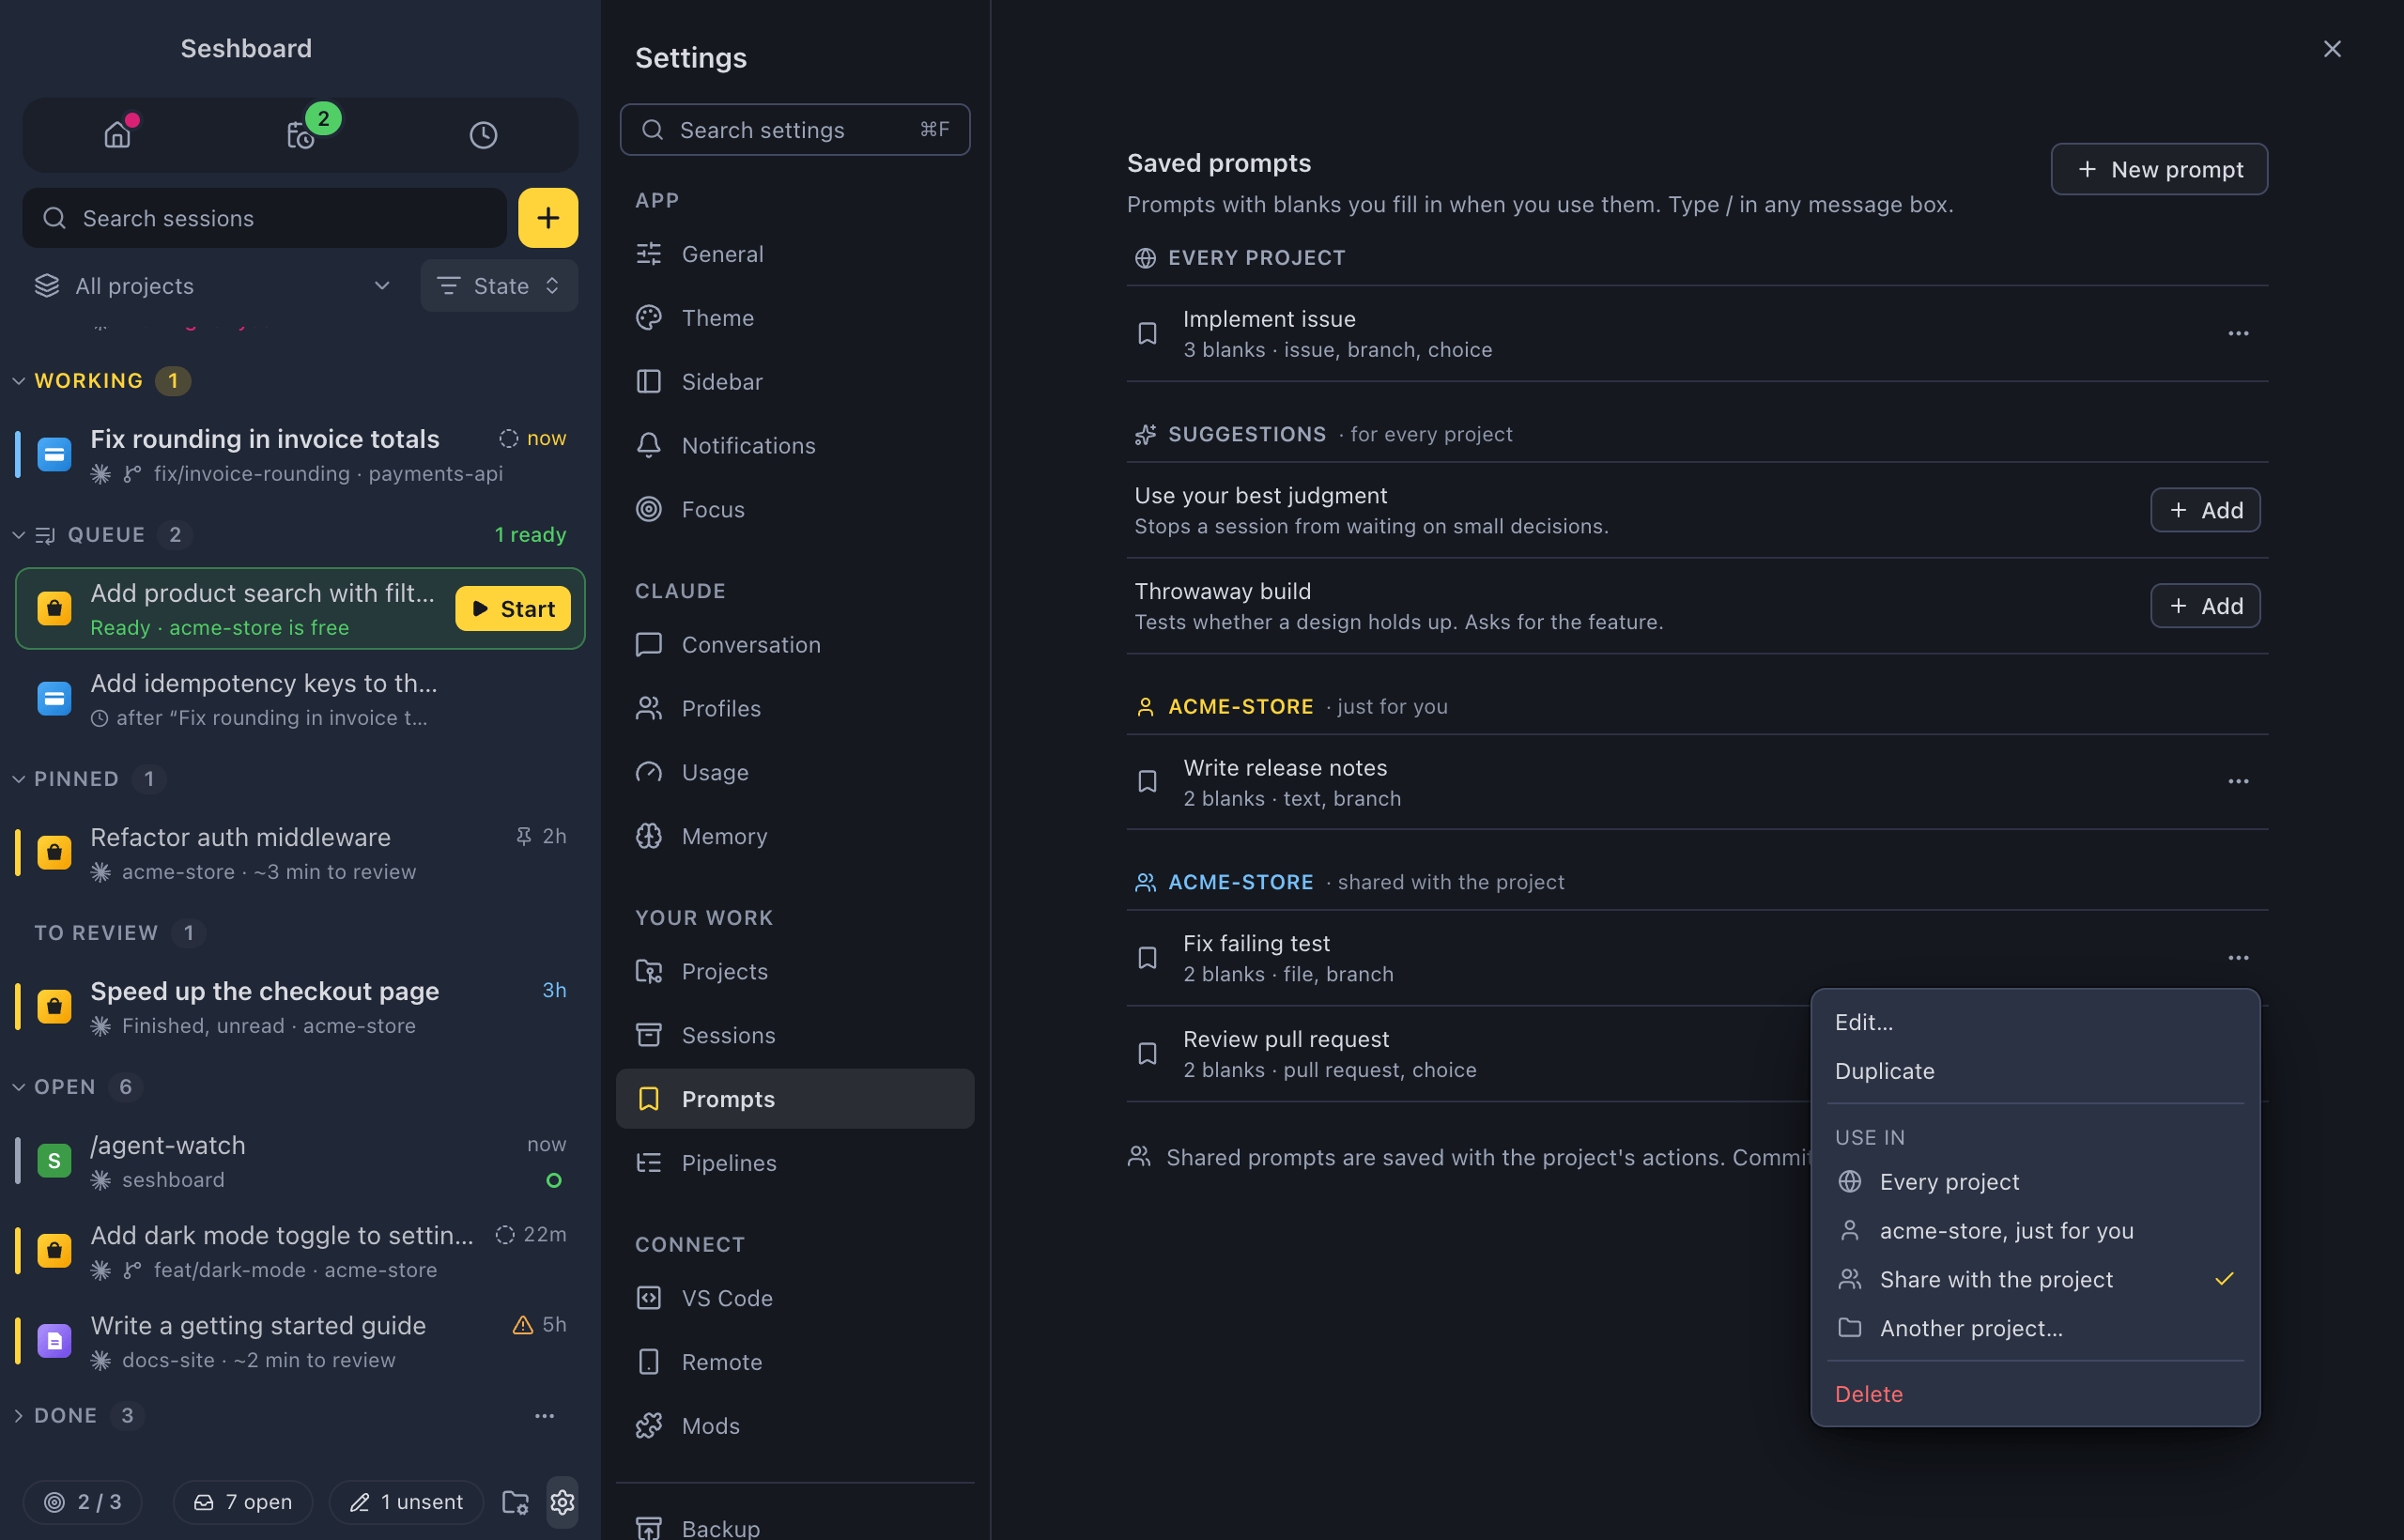 Seshboard
2
Search sessions
All projects
State
WORKING 1
Fix rounding in invoice totals now
fix/invoice-rounding · payments-api
QUEUE 2 1 ready
Add product search with filt...
Ready · acme-store is free
Start
Add idempotency keys to th...
after “Fix rounding in invoice t...
PINNED 1
Refactor auth middleware 2h
acme-store · ~3 min to review
TO REVIEW 1
Speed up the checkout page 3h
Finished, unread · acme-store
OPEN 6
S
/agent-watch now
seshboard
Add dark mode toggle to settin... 22m
feat/dark-mode · acme-store
Write a getting started guide 5h
docs-site · ~2 min to review
DONE 3
2 / 3
7 open
1 unsent
Settings
Search settings ⌘F
APP
General
Theme
Sidebar
Notifications
Focus
CLAUDE
Conversation
Profiles
Usage
Memory
YOUR WORK
Projects
Sessions
Prompts
Pipelines
CONNECT
VS Code
Remote
Mods
Backup
Saved prompts
Prompts with blanks you fill in when you use them. Type / in any message box.
New prompt
EVERY PROJECT
Implement issue
3 blanks · issue, branch, choice
SUGGESTIONS · for every project
Use your best judgment
Stops a session from waiting on small decisions.
Add
Throwaway build
Tests whether a design holds up. Asks for the feature.
Add
ACME-STORE · just for you
Write release notes
2 blanks · text, branch
ACME-STORE · shared with the project
Fix failing test
2 blanks · file, branch
Review pull request
2 blanks · pull request, choice
Shared prompts are saved with the project's actions.
Edit...
Duplicate
USE IN
Every project
acme-store, just for you
Share with the project
Another project...
Delete